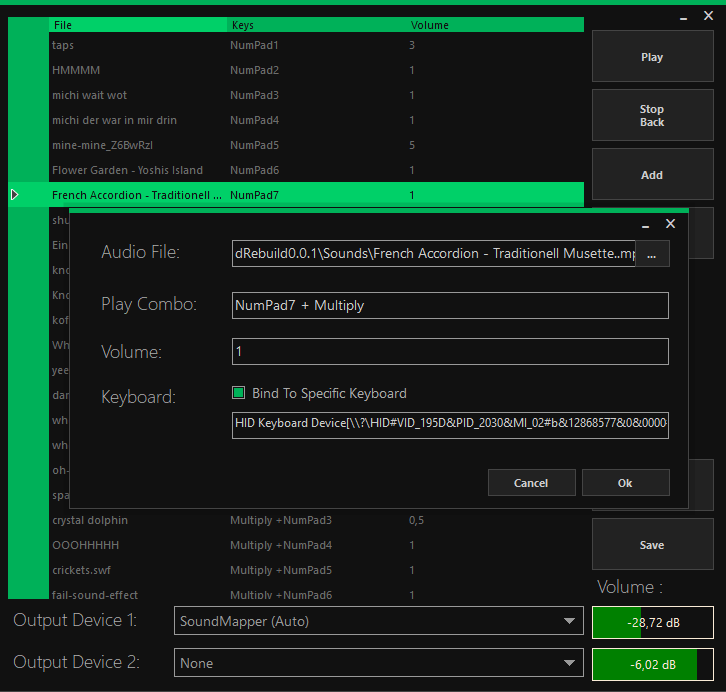 File Keys Volume
taps NumPad1 3
HMMMM NumPad2 1
michi wait wot NumPad3 1
michi der war in mir drin NumPad4 1
mine-mine_Z6BwRzI NumPad5 5
Flower Garden - Yoshis Island NumPad6 1
French Accordion - Traditionell ... NumPad7 1
shu
Ein
kno
Kno
kof
Wh
yee
dar
wh
wh
oh-
spa
crystal dolphin Multiply +NumPad3 0,5
OOOHHHHH Multiply +NumPad4 1
crickets.swf Multiply +NumPad5 1
fail-sound-effect Multiply +NumPad6 1
Play
Stop
Back
Add
Save
Audio File: dRebuild0.0.1\Sounds\French Accordion - Traditionell Musette..mp ...
Play Combo: NumPad7 + Multiply
Volume: 1
Keyboard: Bind To Specific Keyboard
HID Keyboard Device[\\?\HID#VID_195D&PID_2030&MI_02#b&12868577&0&0000
Cancel Ok
Volume :
Output Device 1: SoundMapper (Auto) -28,72 dB
Output Device 2: None -6,02 dB